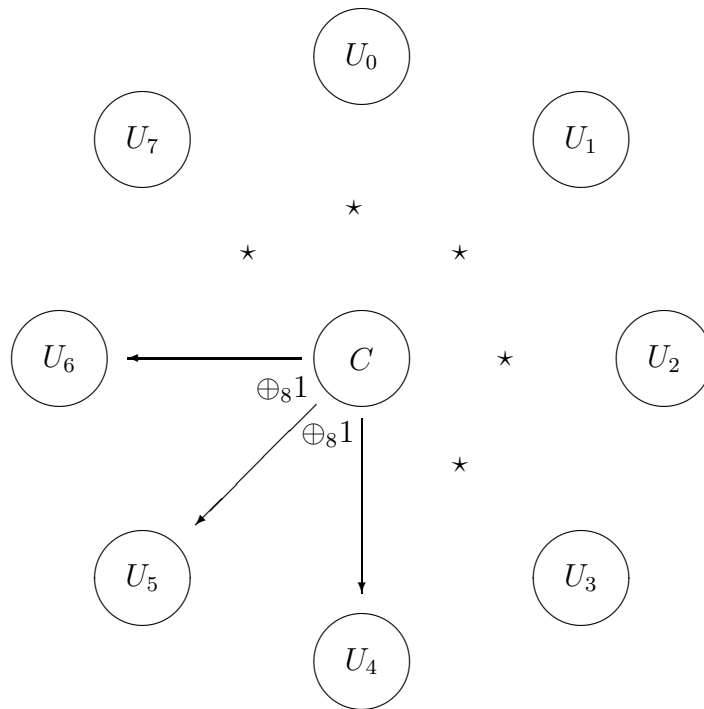 U₀
U₇
U₁
⋆
⋆
⋆
U₆
C
⋆
U₂
⊕₈1
⊕₈1
⋆
U₅
U₃
U₄